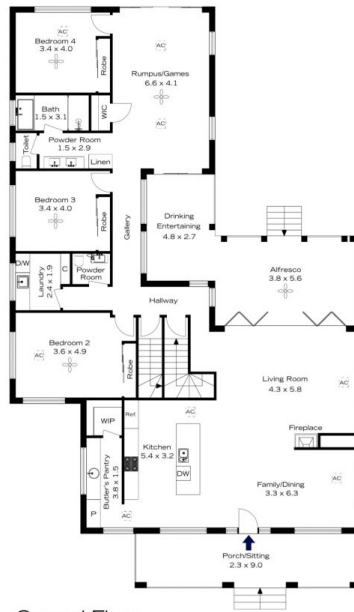 AC
Bedroom 4
3.4 x 4.0
Robe
AC
Rumpus/Games
6.6 x 4.1
AC
Bath
1.5 x 3.1
WIC
Toilet
Powder Room
1.5 x 2.9
Linen
Bedroom 3
3.4 x 4.0
Robe
Gallery
Drinking
Entertaining
4.8 x 2.7
D/W
Laundry
2.4 x 1.9
C
Powder
Room
Alfresco
3.8 x 5.6
Hallway
Bedroom 2
3.6 x 4.9
AC
Robe
AC
Living Room
4.3 x 5.8
WIP
Ref.
AC
Kitchen
5.4 x 3.2
DW
Fireplace
Butler's Pantry
3.8 x 1.5
P
AC
Family/Dining
3.3 x 6.3
AC
Porch/Sitting
2.3 x 9.0